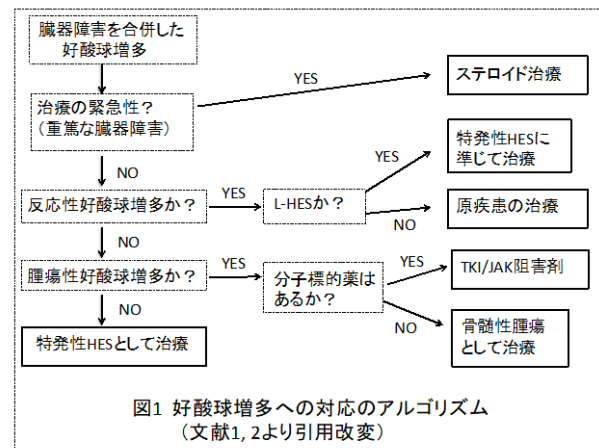 臓器障害を合併した
好酸球増多
YES
ステロイド治療
治療の緊急性？
（重篤な臓器障害）
NO
YES
特発性HESに
準じて治療
反応性好酸球増多か？
YES
L-HESか？
NO
原疾患の治療
NO
腫瘍性好酸球増多か？
YES
分子標的薬は
あるか？
YES
TKI/JAK阻害剤
NO
NO
骨髄性腫瘍
として治療
特発性HESとして治療
図1 好酸球増多への対応のアルゴリズム
（文献1, 2より引用改変）